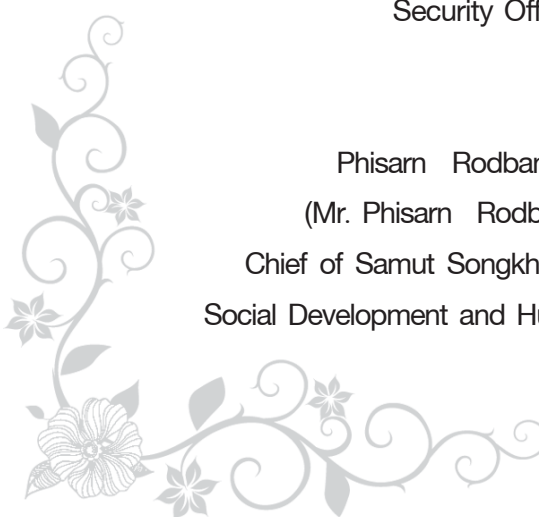 Security Off
Phisarn Rodbar
(Mr. Phisarn Rodb
Chief of Samut Songkh
Social Development and Hu